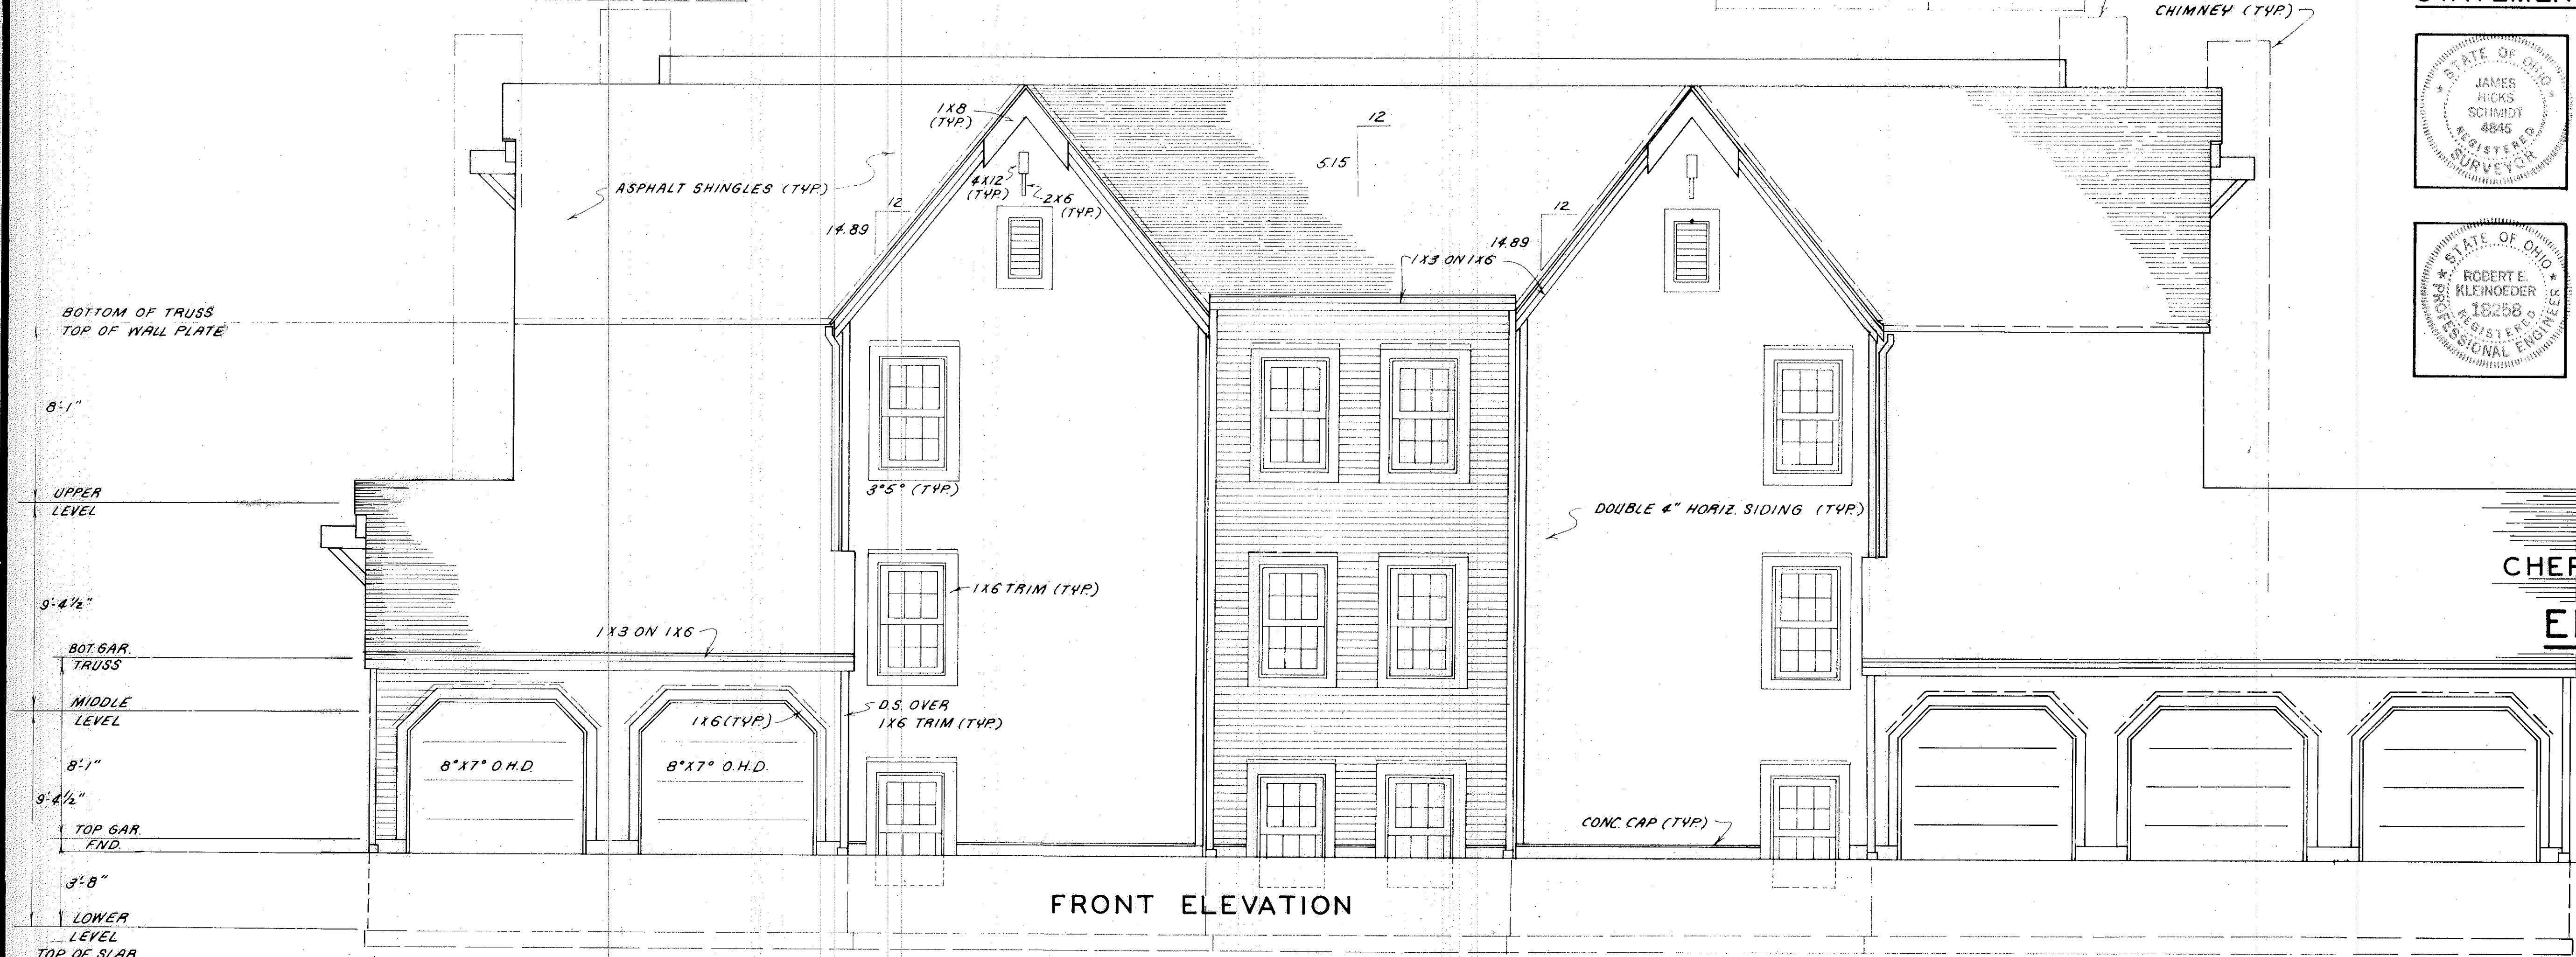 CHIMNEY (TYP.)
STATE OF OHIO
JAMES
HICKS
SCHMIDT
4846
REGISTERED
SURVEYOR
STATE OF OHIO
ROBERT E.
KLEINOEDER
18258
REGISTERED
PROFESSIONAL ENGINEER
1X8
(TYP.)
12
5.15
ASPHALT SHINGLES (TYP.)
4X12
(TYP.)
2X6
(TYP.)
12
14.89
12
14.89
1X3 ON 1X6
BOTTOM OF TRUSS
TOP OF WALL PLATE
8'-1"
UPPER
LEVEL
3°5° (TYP.)
DOUBLE 4" HORIZ. SIDING (TYP.)
9'-4½"
1X6 TRIM (TYP.)
1X3 ON 1X6
BOT. GAR.
TRUSS
MIDDLE
LEVEL
1X6 (TYP.)
D.S. OVER
1X6 TRIM (TYP.)
8'-1"
8°X7° O.H.D.
8°X7° O.H.D.
9'-4½"
TOP GAR.
FND.
CONC. CAP (TYP.)
3'-8"
LOWER
LEVEL
TOP OF SLAB
FRONT ELEVATION